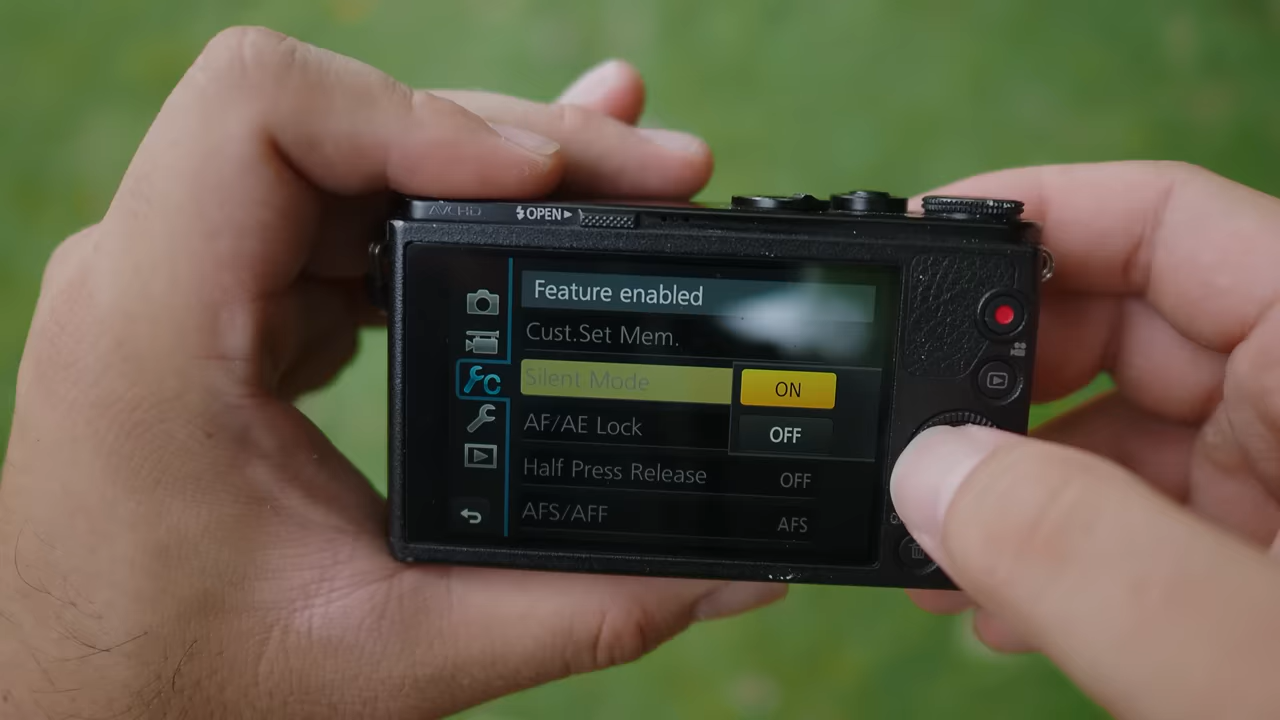 AVCHD
OPEN
Feature enabled
Cust.Set Mem.
Silent Mode ON
AF/AE Lock OFF
Half Press Release OFF
AFS/AFF AFS